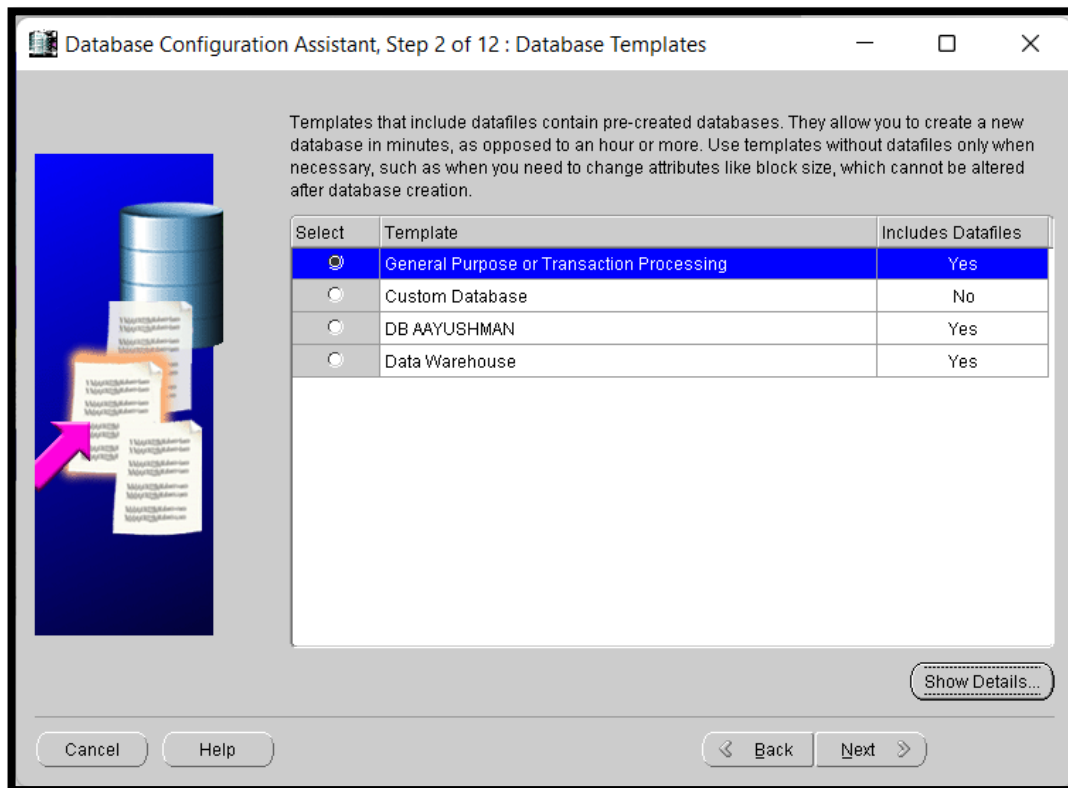 Database Configuration Assistant, Step 2 of 12 : Database Templates
Templates that include datafiles contain pre-created databases. They allow you to create a new
database in minutes, as opposed to an hour or more. Use templates without datafiles only when
necessary, such as when you need to change attributes like block size, which cannot be altered
after database creation.
Select Template Includes Datafiles
General Purpose or Transaction Processing Yes
Custom Database No
DB AAYUSHMAN Yes
Data Warehouse Yes
Show Details...
Cancel Help Back Next